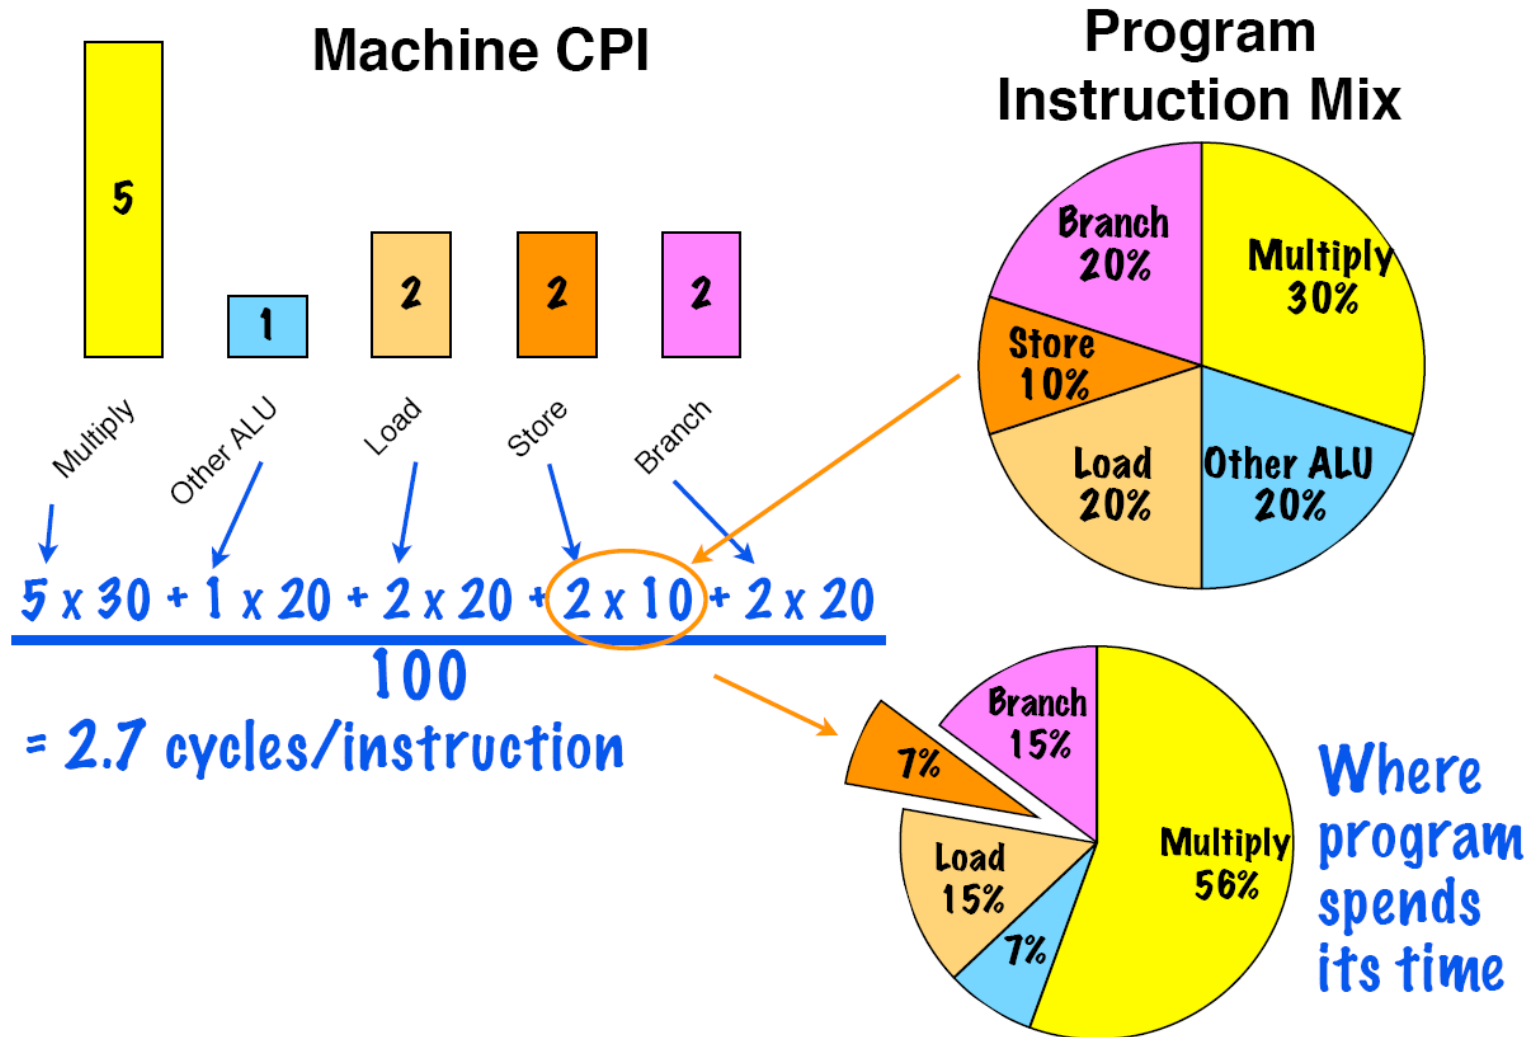 Machine CPI
5
1
2
2
2
Multiply
Other ALU
Load
Store
Branch
5 x 30 + 1 x 20 + 2 x 20 + 2 x 10 + 2 x 20
100
= 2.7 cycles/instruction
Program
Instruction Mix
Branch
20%
Multiply
30%
Store
10%
Load
20%
Other ALU
20%
Branch
15%
7%
Multiply
56%
Load
15%
7%
Where
program
spends
its time